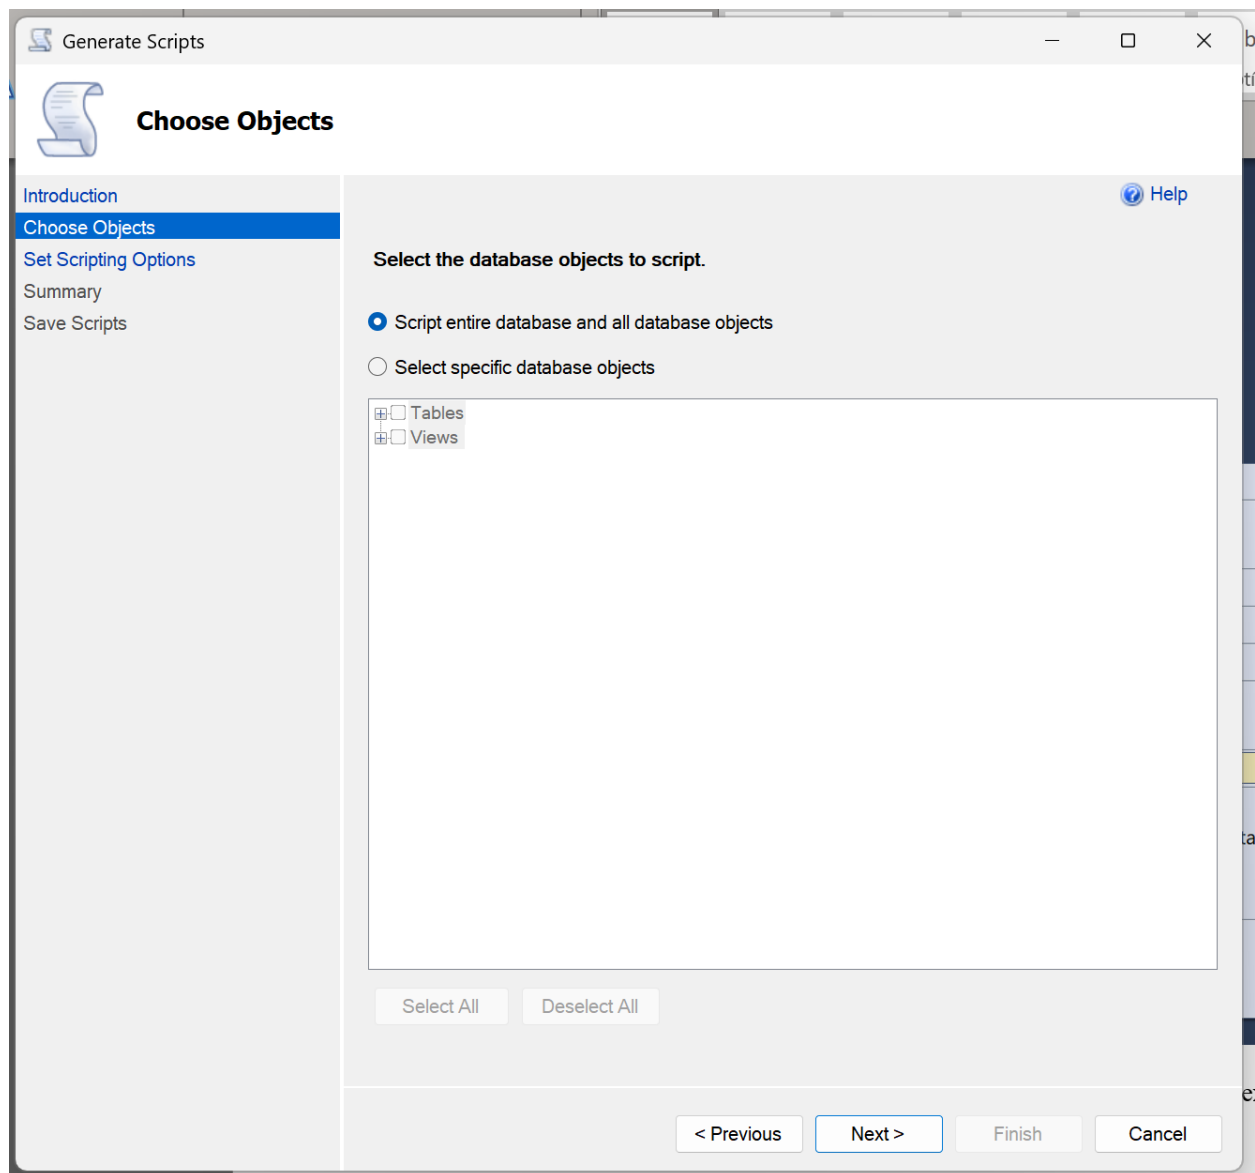 Generate Scripts
Choose Objects
Introduction
Choose Objects
Set Scripting Options
Summary
Save Scripts
Help
Select the database objects to script.
Script entire database and all database objects
Select specific database objects
Tables
Views
Select All
Deselect All
< Previous
Next >
Finish
Cancel